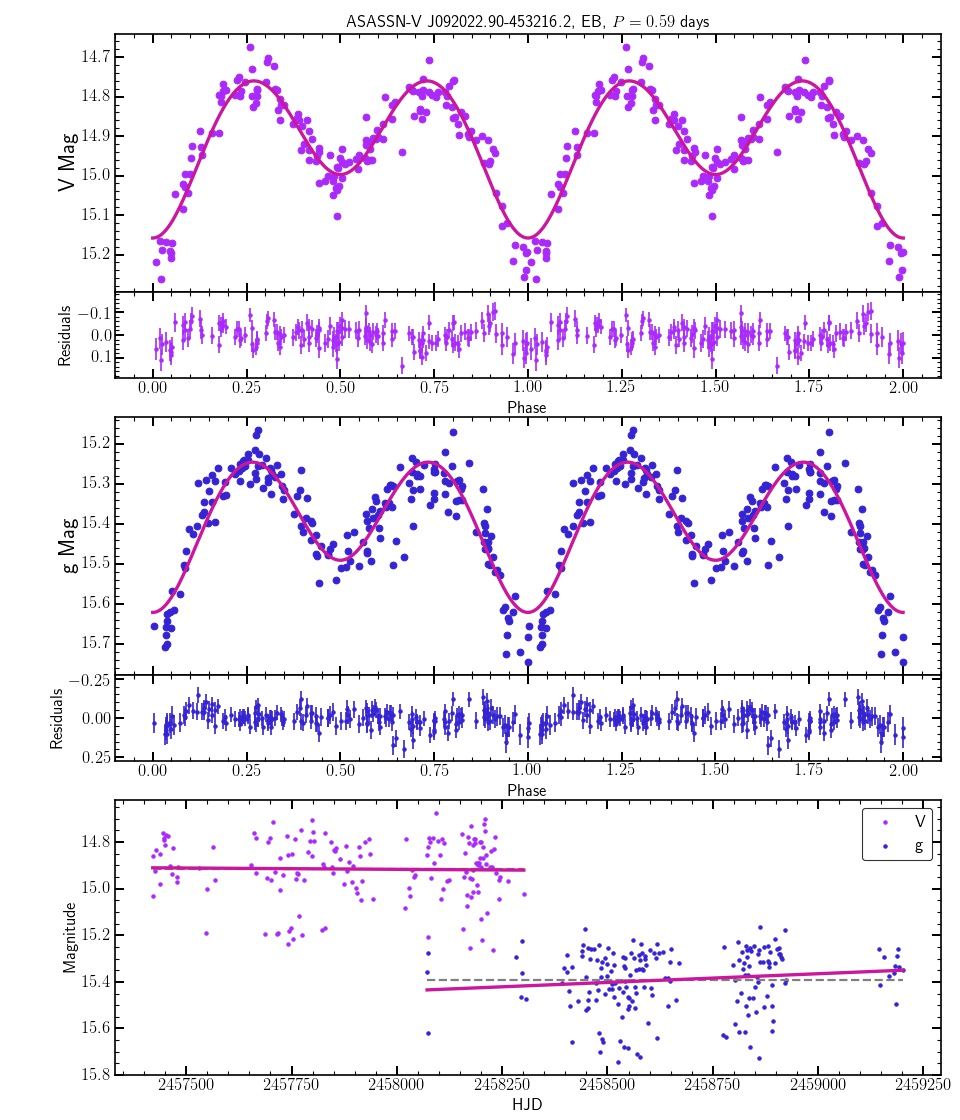 ASASSN-V J092022.90-453216.2, EB, P = 0.59 days
14.7
14.8
14.9
15.0
15.1
15.2
V Mag
−0.1
0.0
0.1
Residuals
0.00 0.25 0.50 0.75 1.00 1.25 1.50 1.75 2.00
Phase
15.2
15.3
15.4
15.5
15.6
15.7
g Mag
−0.25
0.00
0.25
Residuals
0.00 0.25 0.50 0.75 1.00 1.25 1.50 1.75 2.00
Phase
V
g
14.8
15.0
15.2
15.4
15.6
15.8
Magnitude
2457500 2457750 2458000 2458250 2458500 2458750 2459000 2459250
HJD